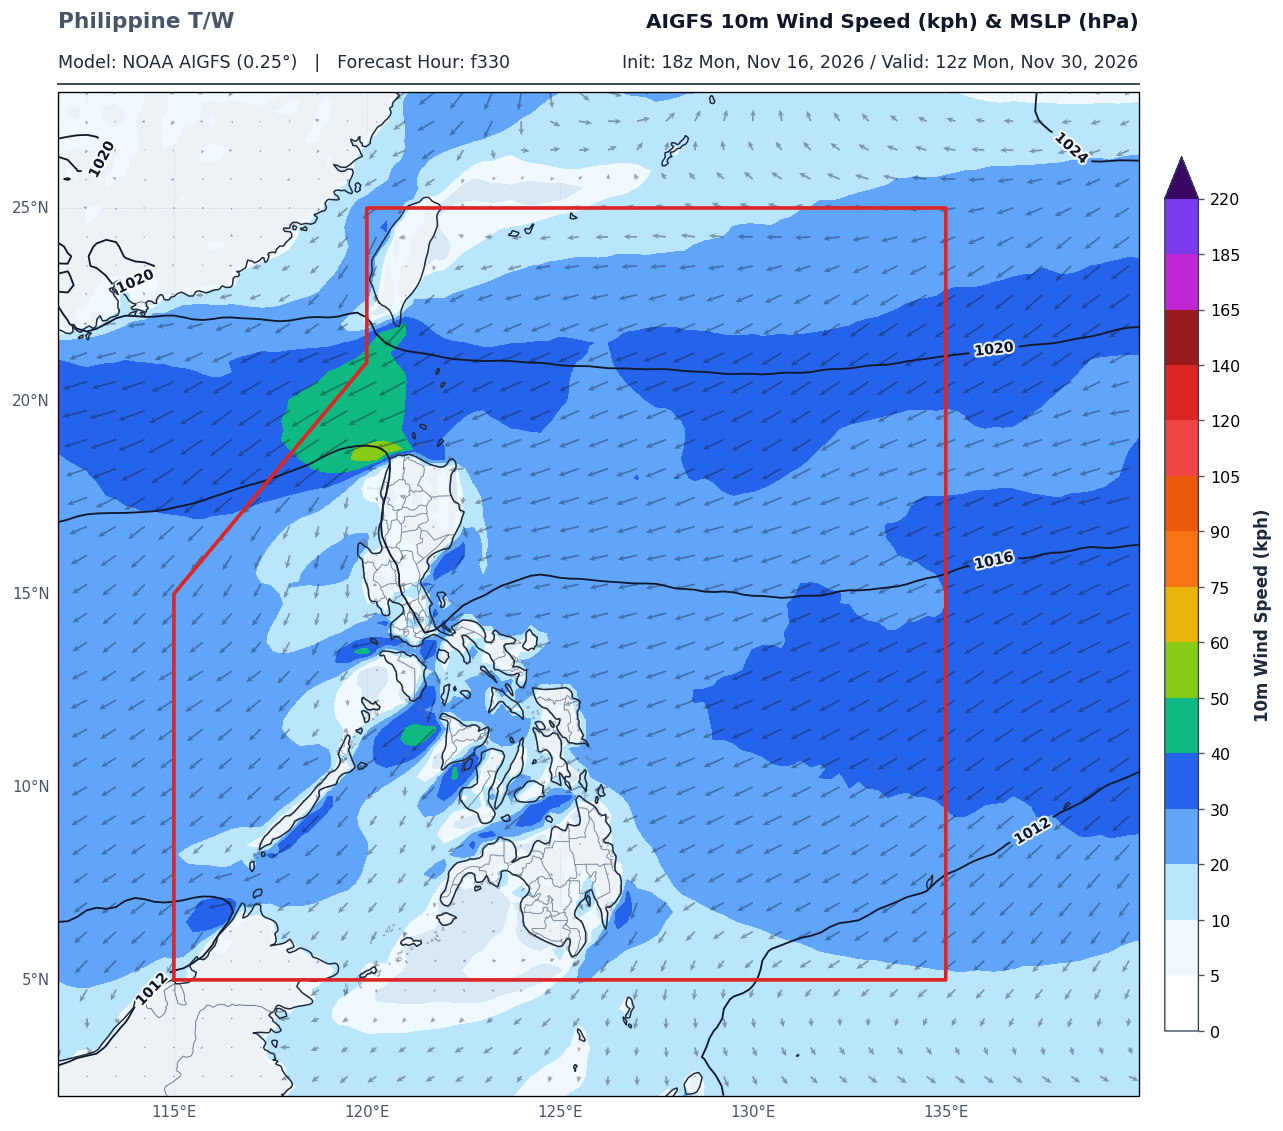 Philippine T/W
AIGFS 10m Wind Speed (kph) & MSLP (hPa)
Model: NOAA AIGFS (0.25°) | Forecast Hour: f330
Init: 18z Mon, Nov 16, 2026 / Valid: 12z Mon, Nov 30, 2026
1020
1024
1020
1020
1016
1012
1012
25°N
20°N
15°N
10°N
5°N
115°E
120°E
125°E
130°E
135°E
220
185
165
140
120
105
90
75
60
50
40
30
20
10
5
0
10m Wind Speed (kph)